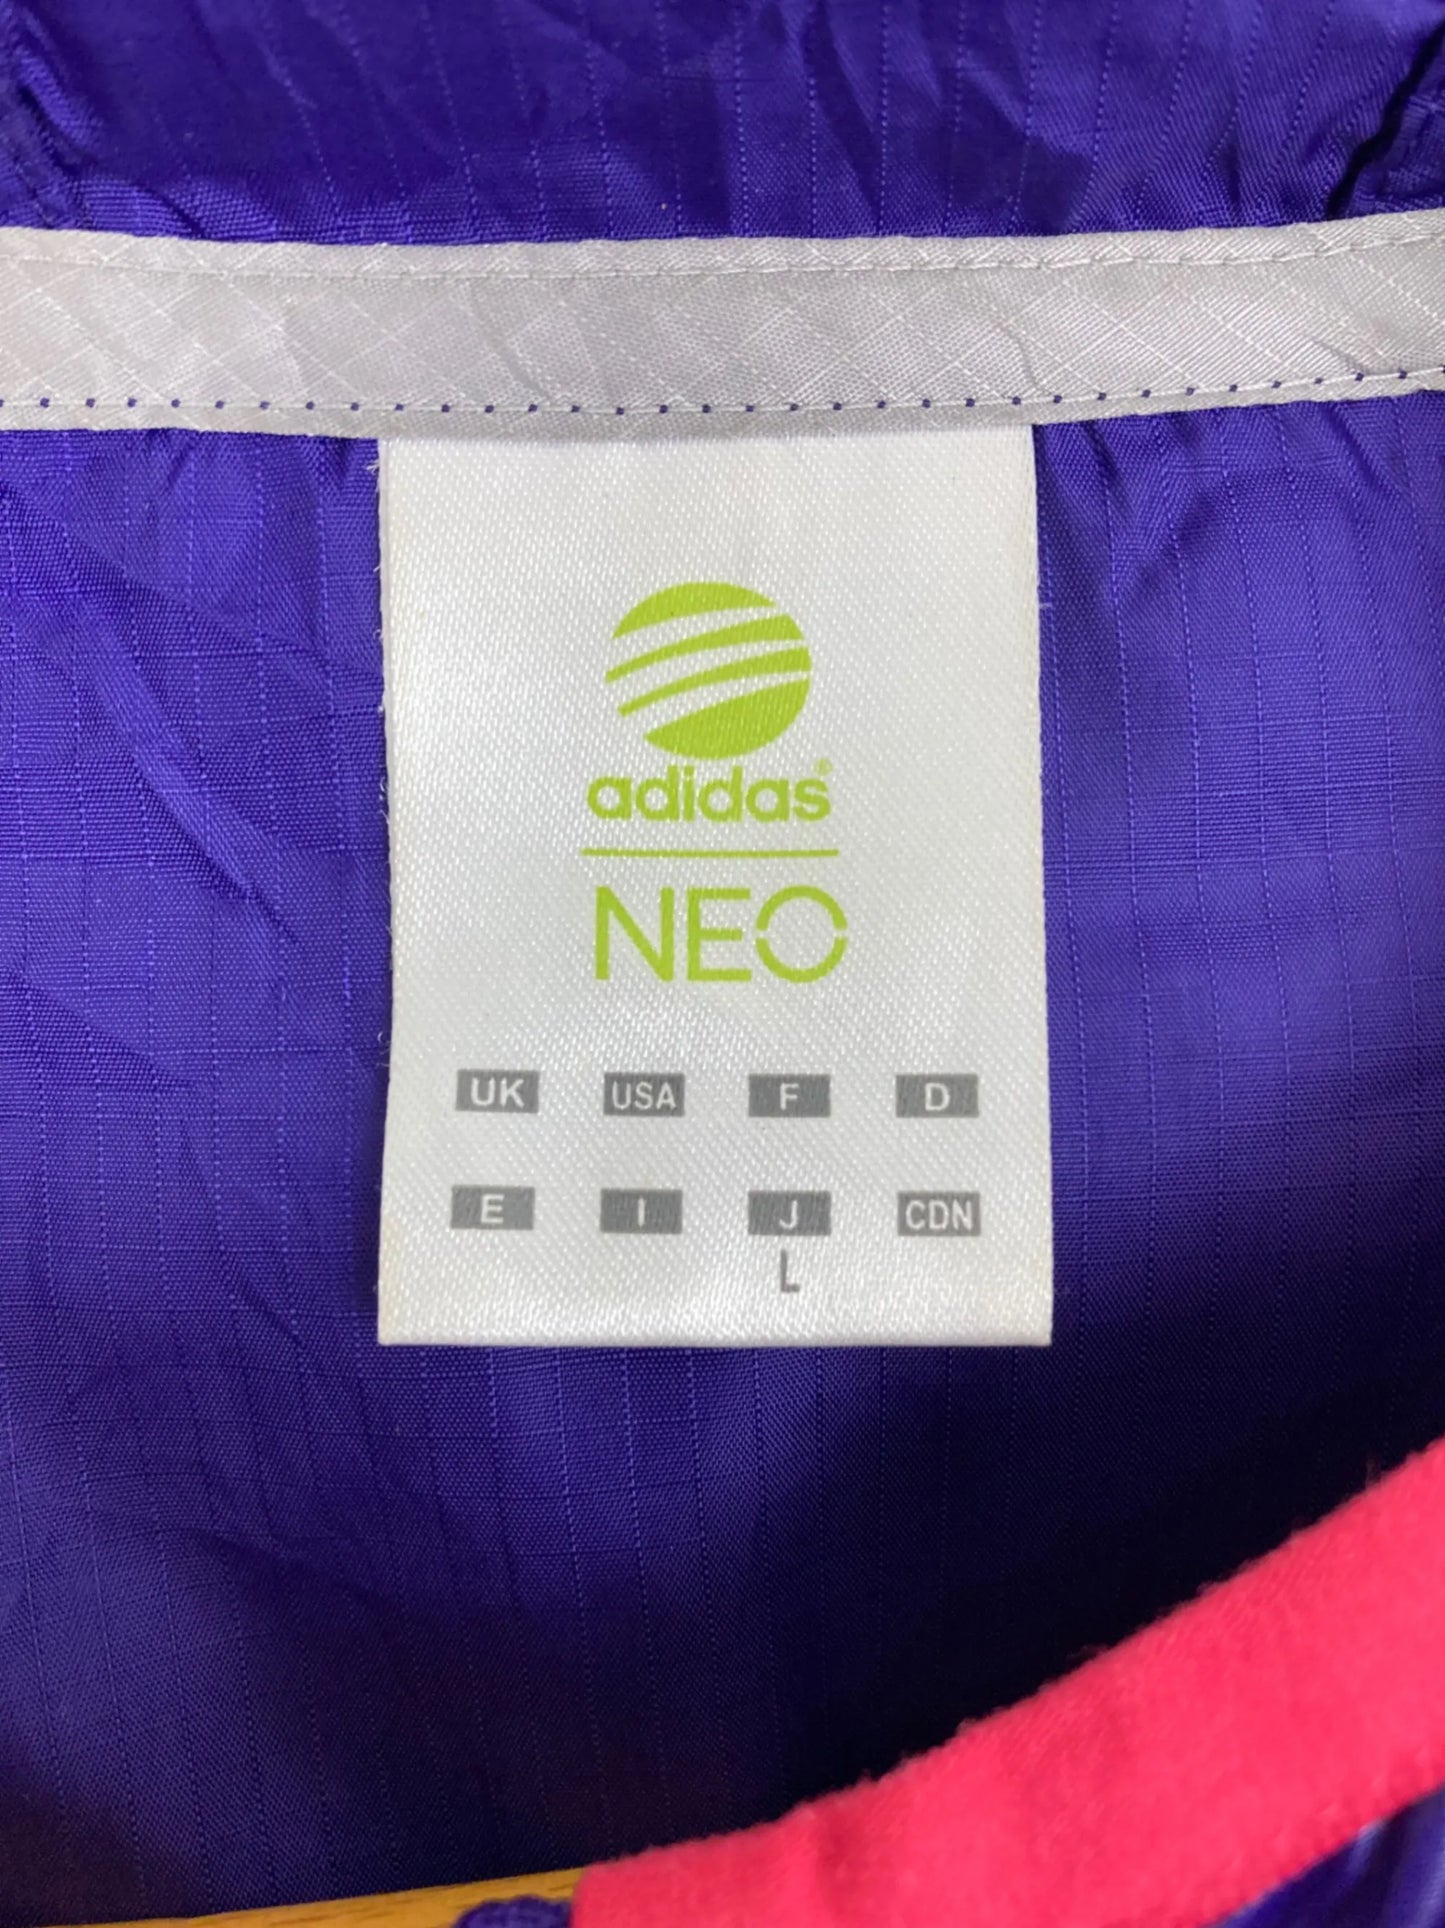 adidas®
NEO
UK USA F D
E I J CDN
L